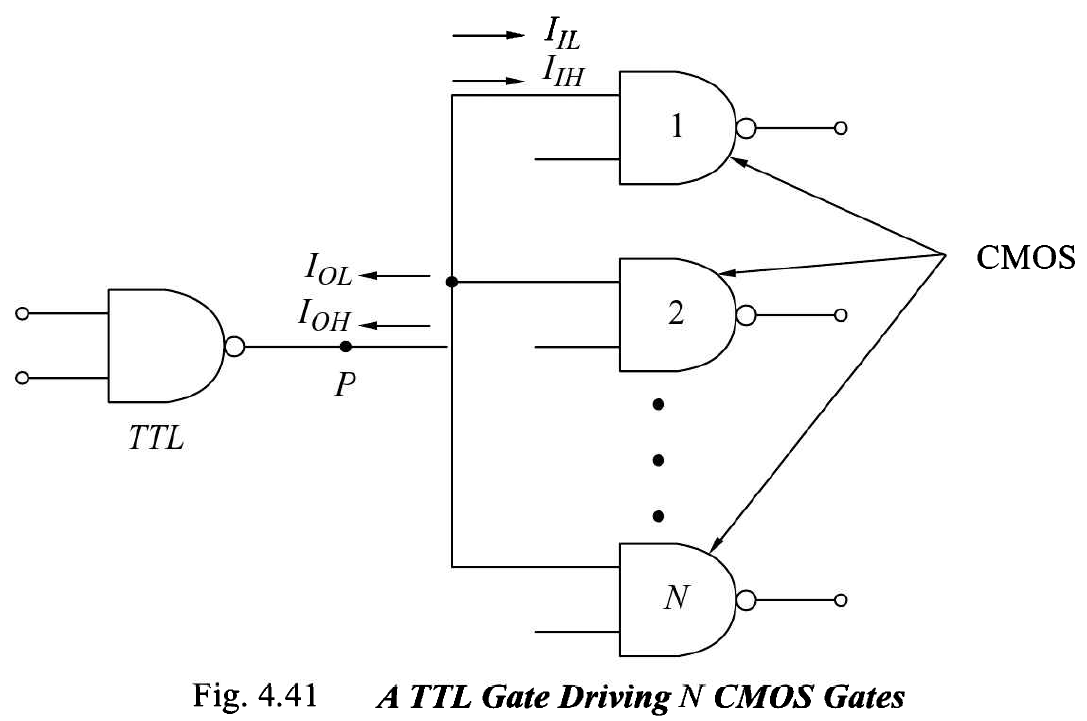 I_IL
I_IH
1
CMOS
I_OL
I_OH
2
P
TTL
N
Fig. 4.41 A TTL Gate Driving N CMOS Gates